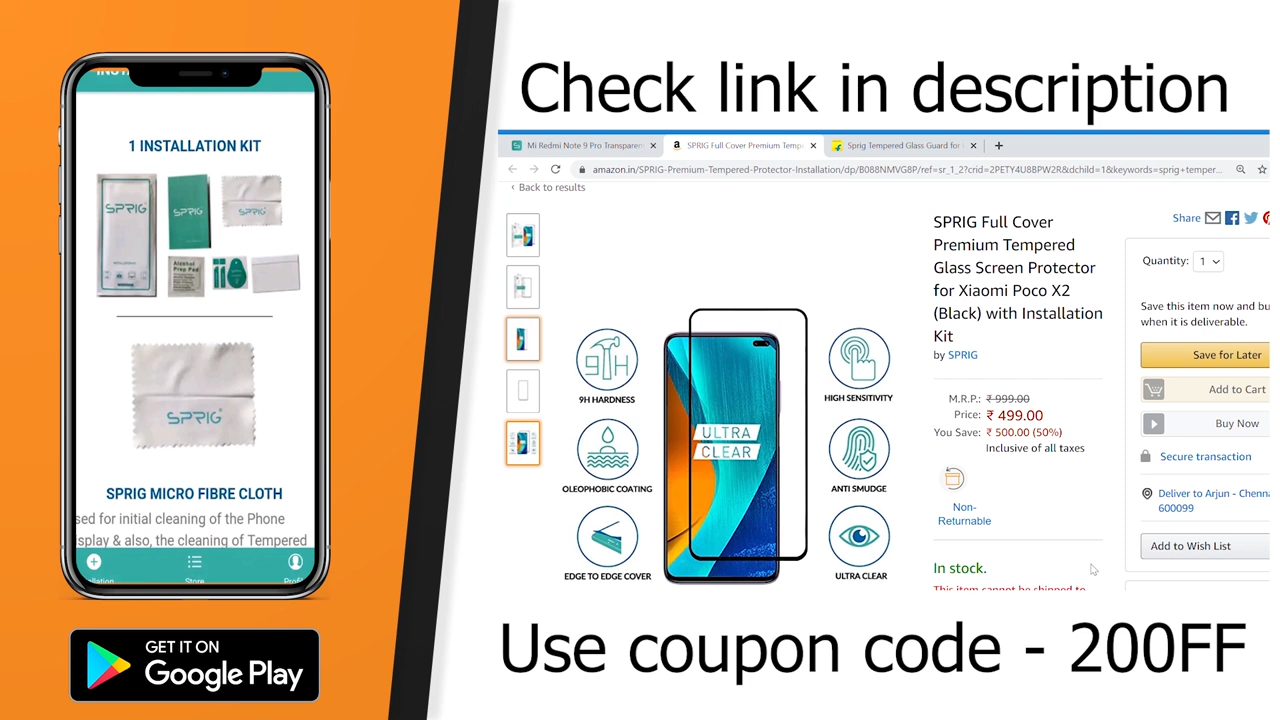 1 INSTALLATION KIT
SPRIG
SPRIG
SPRIG
Alcohol
Prep Pad
SPRIG
SPRIG MICRO FIBRE CLOTH
sed for initial cleaning of the Phone
splay & also, the cleaning of Tempered
Store
GET IT ON
Google Play
Check link in description
Mi Redmi Note 9 Pro Transparen
SPRIG Full Cover Premium Tempe
Sprig Tempered Glass Guard for
amazon.in/SPRIG-Premium-Tempered-Protector-Installation/dp/B088NMVG8P/ref=sr_1_2?crid=2PETY4U8BPW2R&dchild=1&keywords=sprig+temper...
Back to results
9H
9H HARDNESS
OLEOPHOBIC COATING
EDGE TO EDGE COVER
ULTRA
CLEAR
HIGH SENSITIVITY
ANTI SMUDGE
ULTRA CLEAR
SPRIG Full Cover
Premium Tempered
Glass Screen Protector
for Xiaomi Poco X2
(Black) with Installation
Kit
by SPRIG
M.R.P.: ₹ 999.00
Price: ₹ 499.00
You Save: ₹ 500.00 (50%)
Inclusive of all taxes
Non-
Returnable
In stock.
This item cannot be shipped to
Share
Quantity: 1
Save this item now and bu
when it is deliverable.
Save for Later
Add to Cart
Buy Now
Secure transaction
Deliver to Arjun - Chenna
600099
Add to Wish List
Use coupon code - 200FF